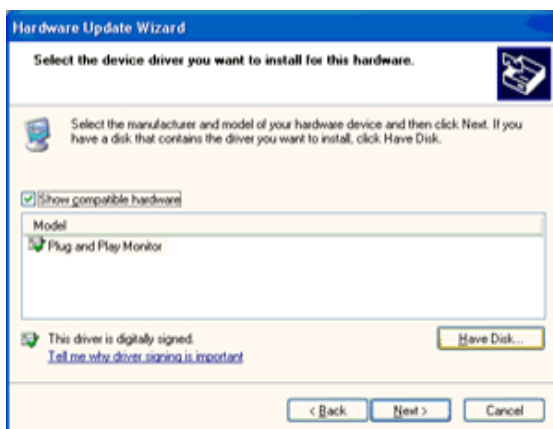 Hardware Update Wizard
Select the device driver you want to install for this hardware.
Select the manufacturer and model of your hardware device and then click Next. If you
have a disk that contains the driver you want to install, click Have Disk.
Show compatible hardware
Model
Plug and Play Monitor
This driver is digitally signed.
Tell me why driver signing is important
Have Disk...
< Back
Next >
Cancel